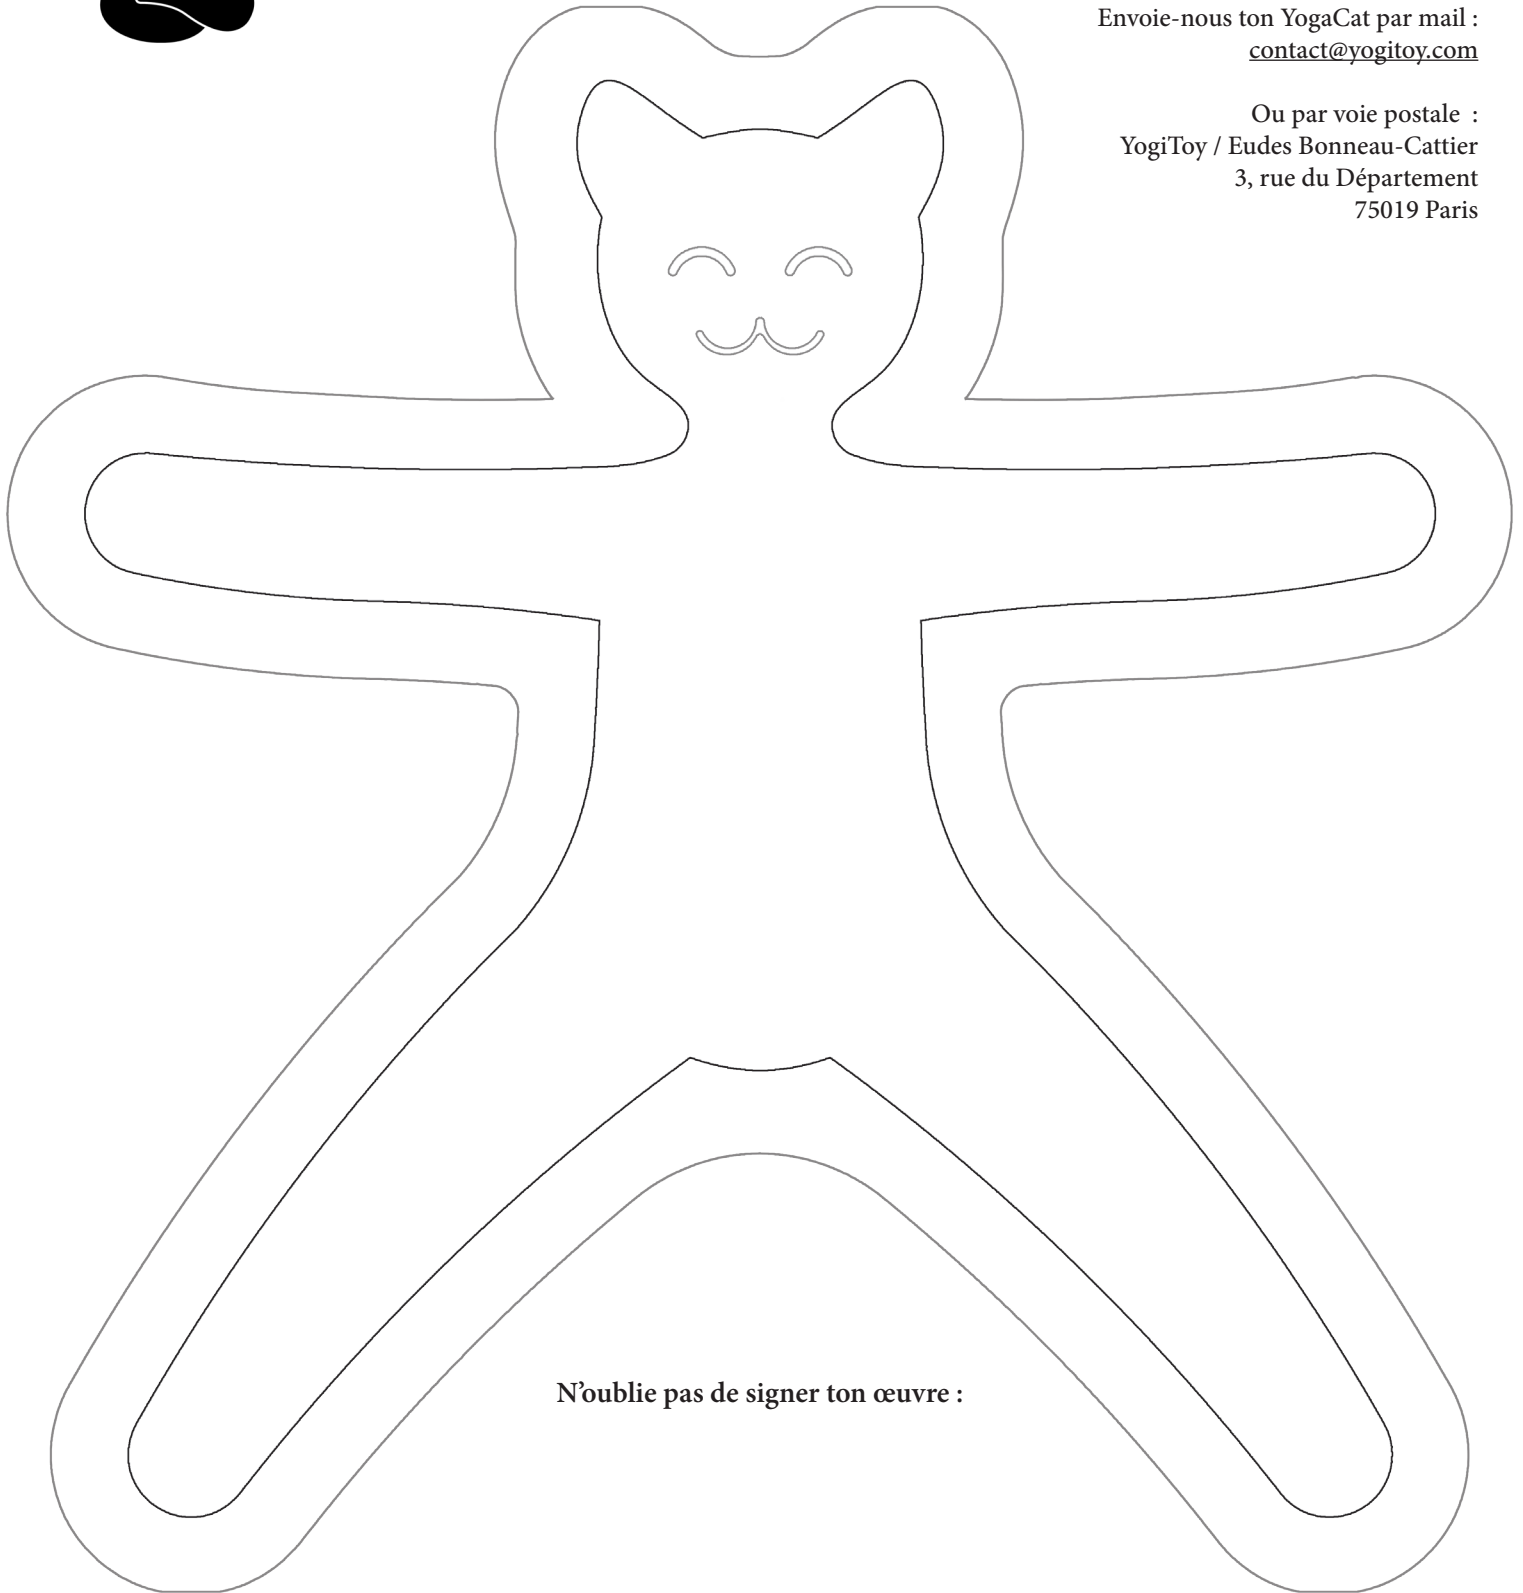 Envoie-nous ton YogaCat par mail :
contact@yogitoy.com
Ou par voie postale :
YogiToy / Eudes Bonneau-Cattier
3, rue du Département
75019 Paris
N’oublie pas de signer ton œuvre :